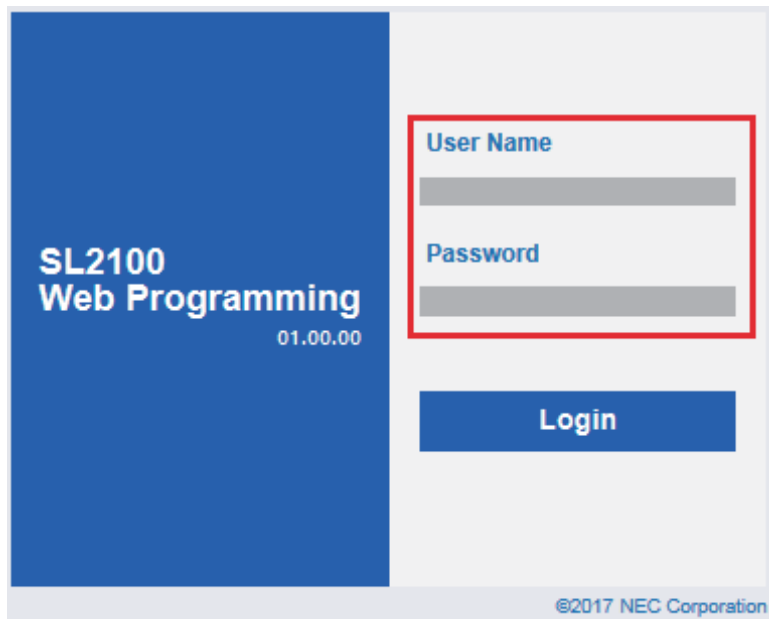 SL2100
Web Programming
01.00.00
User Name
Password
Login
©2017 NEC Corporation